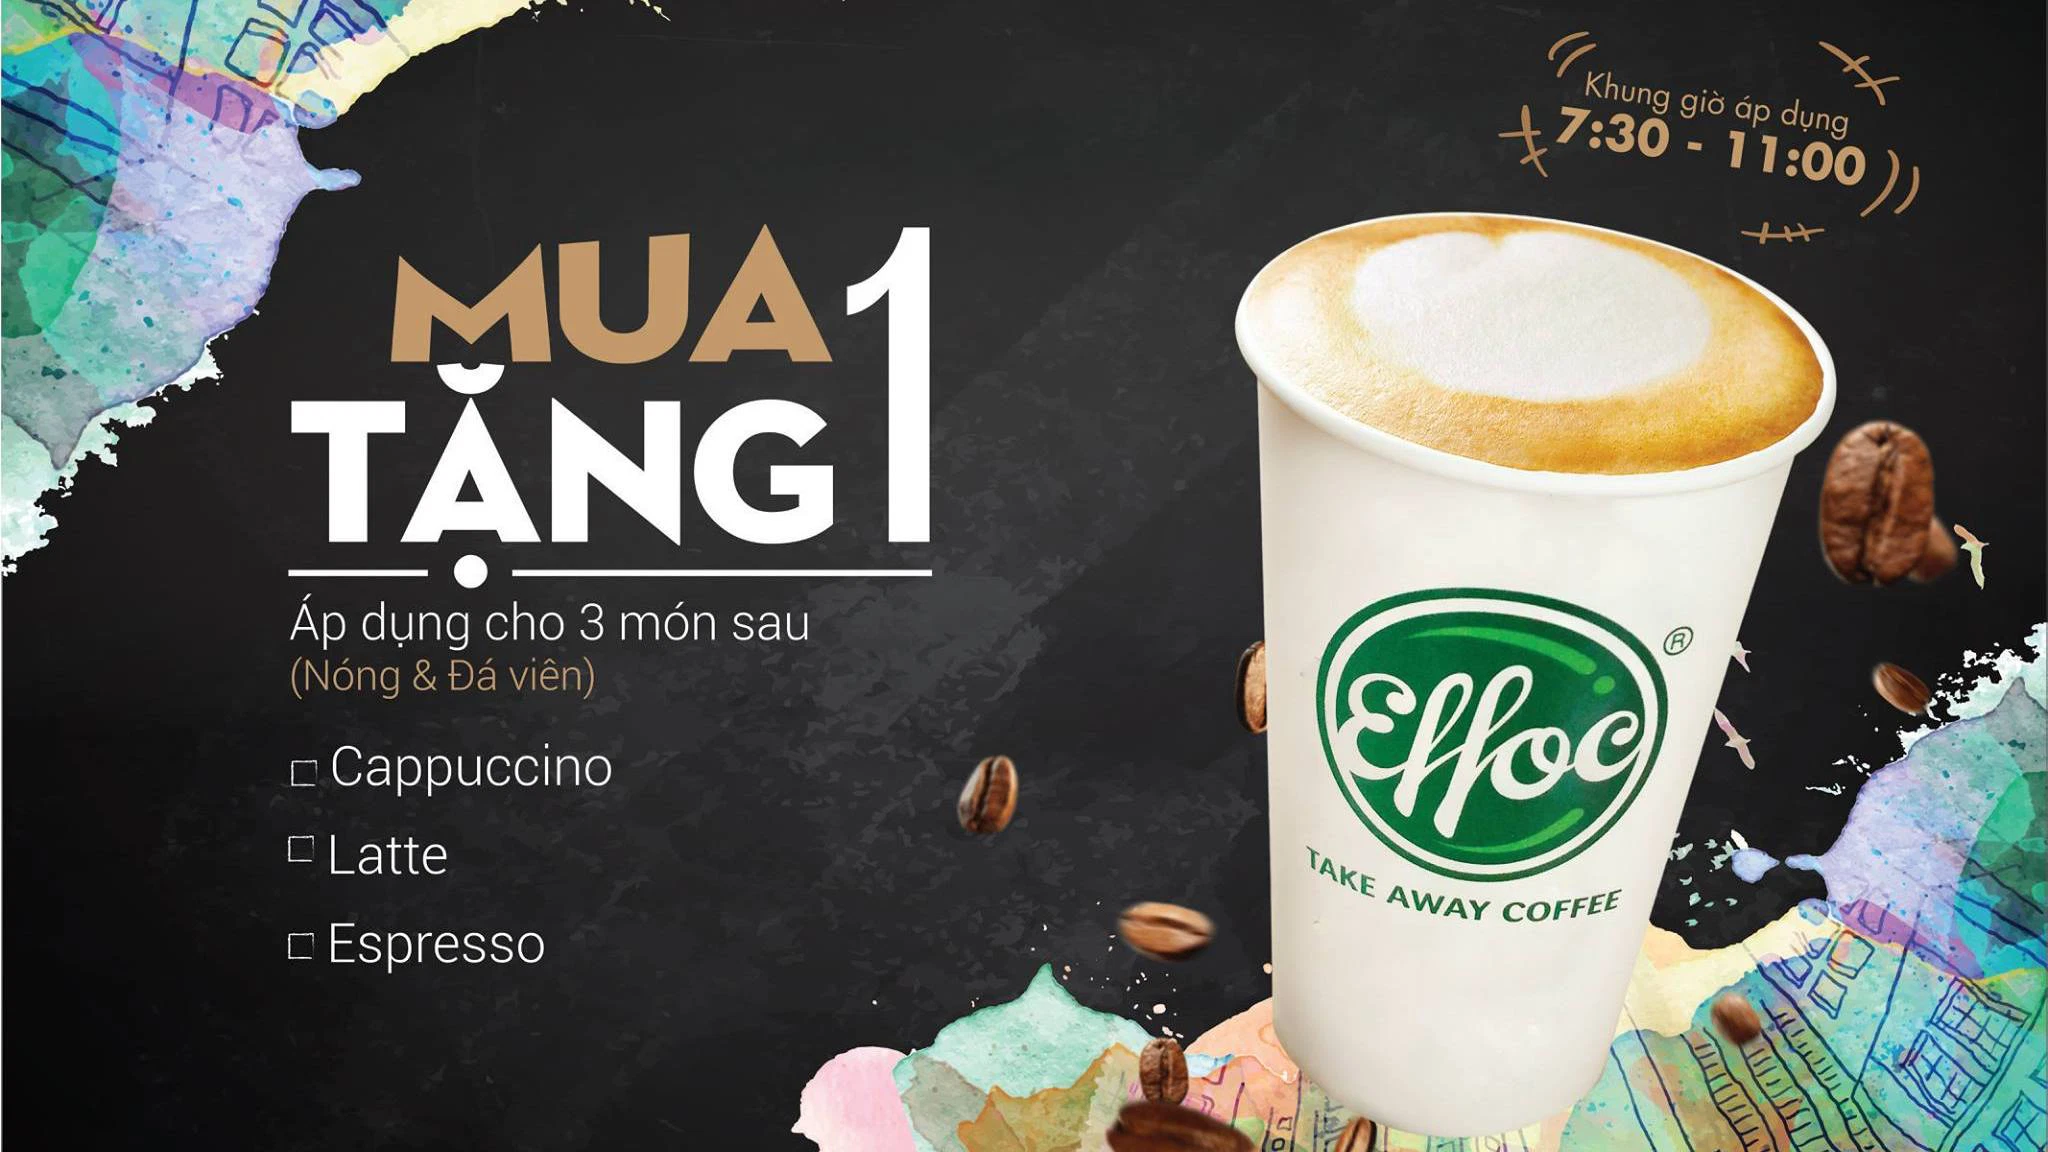 Khung giờ áp dụng
7:30 - 11:00
MUA 1
TẶNG
Áp dụng cho 3 món sau
(Nóng & Đá viên)
Cappuccino
Latte
Espresso
Effoc
®
TAKE AWAY COFFEE